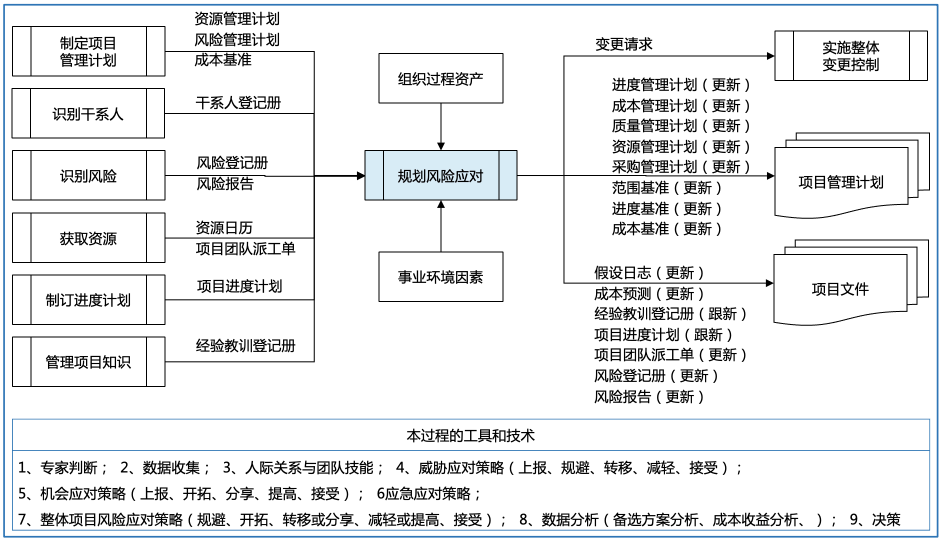 制定项目
管理计划
资源管理计划
风险管理计划
成本基准
识别干系人
干系人登记册
识别风险
风险登记册
风险报告
获取资源
资源日历
项目团队派工单
制订进度计划
项目进度计划
管理项目知识
经验教训登记册
组织过程资产
规划风险应对
事业环境因素
变更请求
实施整体
变更控制
进度管理计划（更新）
成本管理计划（更新）
质量管理计划（更新）
资源管理计划（更新）
采购管理计划（更新）
范围基准（更新）
进度基准（更新）
成本基准（更新）
项目管理计划
假设日志（更新）
成本预测（更新）
经验教训登记册（跟新）
项目进度计划（跟新）
项目团队派工单（更新）
风险登记册（更新）
风险报告（更新）
项目文件
本过程的工具和技术
1、专家判断； 2、数据收集； 3、人际关系与团队技能； 4、威胁应对策略（上报、规避、转移、减轻、接受）；
5、机会应对策略（上报、开拓、分享、提高、接受）； 6应急应对策略；
7、整体项目风险应对策略（规避、开拓、转移或分享、减轻或提高、接受）； 8、数据分析（备选方案分析、成本收益分析、）； 9、决策